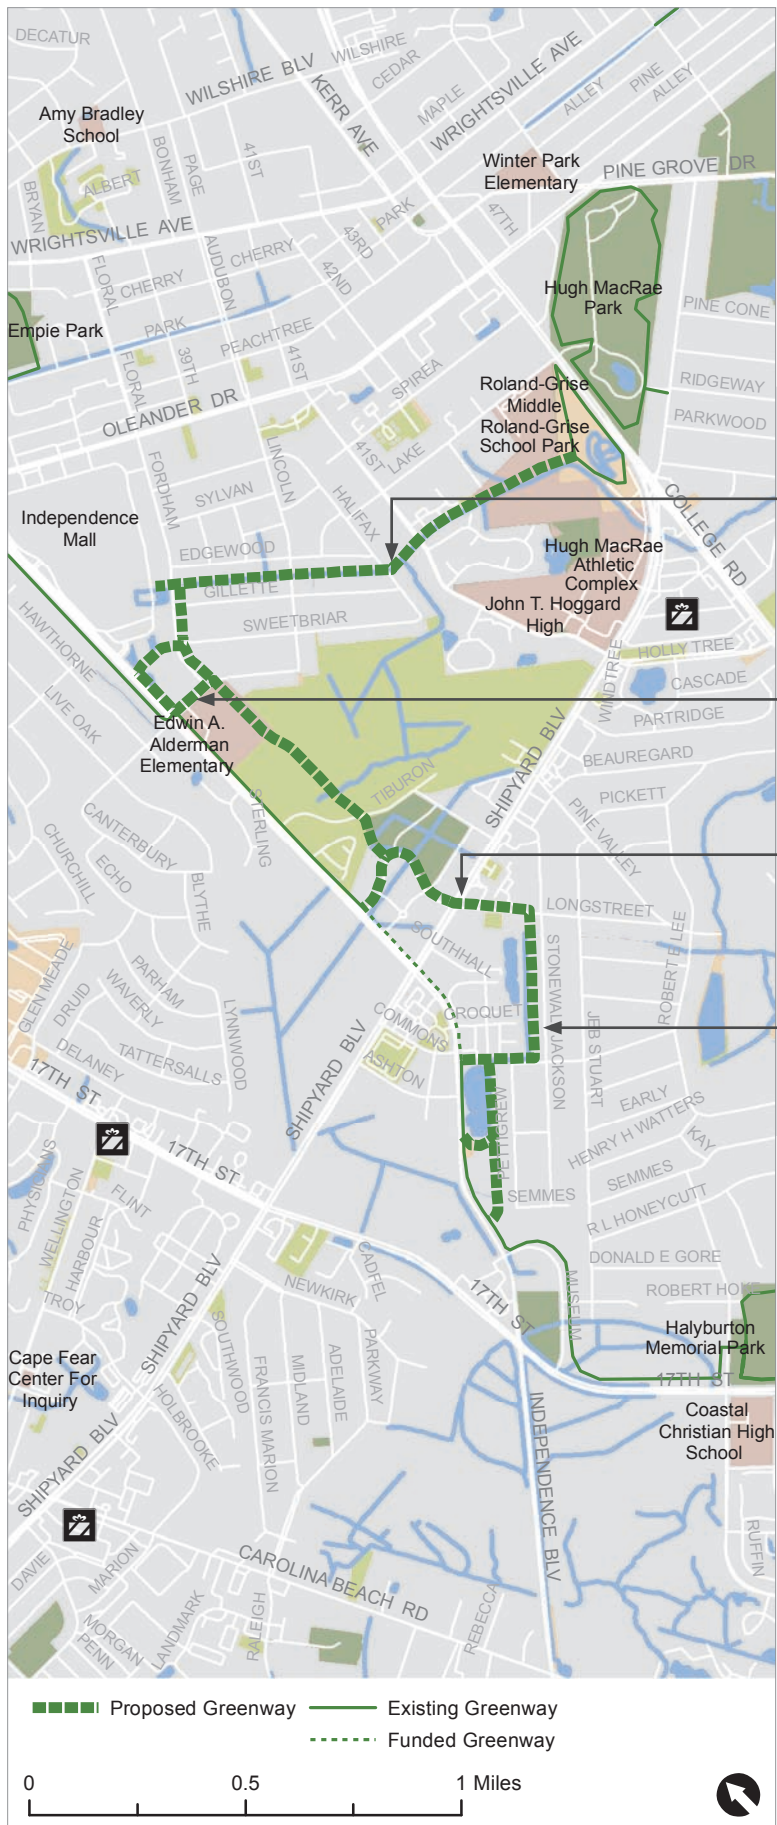 DECATUR
WILSHIRE BLV
WILSHIRE
CEDAR
KERR AVE
MAPLE
WRIGHTSVILLE AVE
ALLEY
PINE
ALLEY
Amy Bradley
School
BONHAM
PAGE
41ST
ALBERT
BRYAN
Winter Park
Elementary
PINE GROVE DR
WRIGHTSVILLE AVE
PARK
47TH
43RD
42ND
FLORAL
AUDUBON
CHERRY
CHERRY
Hugh MacRae
Park
PINE CONE
Empie Park
PARK
PEACHTREE
FLORAL
39TH
41ST
SPIREA
RIDGEWAY
PARKWOOD
OLEANDER DR
Roland-Grise
Middle
Roland-Grise
School Park
FORDHAM
LINCOLN
41ST
LAKE
SYLVAN
HALIFAX
COLLEGE RD
Independence
Mall
EDGEWOOD
GILLETTE
SWEETBRIAR
Hugh MacRae
Athletic
Complex
John T. Hoggard
High
HAWTHORNE
LIVE OAK
WINDTREE
HOLLY TREE
CASCADE
PARTRIDGE
Edwin A.
Alderman
Elementary
SHIPYARD BLV
BEAUREGARD
PICKETT
TIBURON
STERLING
PINE VALLEY
CANTERBURY
CHURCHILL
ECHO
BLYTHE
LONGSTREET
SOUTHHALL
STONEWALL JACKSON
ROBERT E LEE
GLEN MEADE
DRUID
PARHAM
WAVERLY
LYNNWOOD
CROQUET
COMMONS
JEB STUART
DELANEY
TATTERSALLS
ASHTON
SHIPYARD BLV
17TH ST
PETTIGREW
EARLY
HENRY H WATTERS
KAY
17TH ST
PHYSICIANS
WELLINGTON
FLINT
HARBOUR
SEMMES
SEMMES
R L HONEYCUTT
DONALD E GORE
CADFEL
NEWKIRK
17TH ST
MUSEUM
TROY
SHIPYARD BLV
SOUTHWOOD
FRANCIS MARION
MIDLAND
ADELAIDE
PARKWAY
Halyburton
Memorial Park
17TH ST
Cape Fear
Center For
Inquiry
HOLBROOKE
INDEPENDENCE BLV
Coastal
Christian High
School
SHIPYARD BLV
DAVIE
MARION
CAROLINA BEACH RD
RUFFIN
MORGAN
PENN
LANDMARK
RALEIGH
REBECCA
Proposed Greenway
Existing Greenway
Funded Greenway
0 0.5 1 Miles